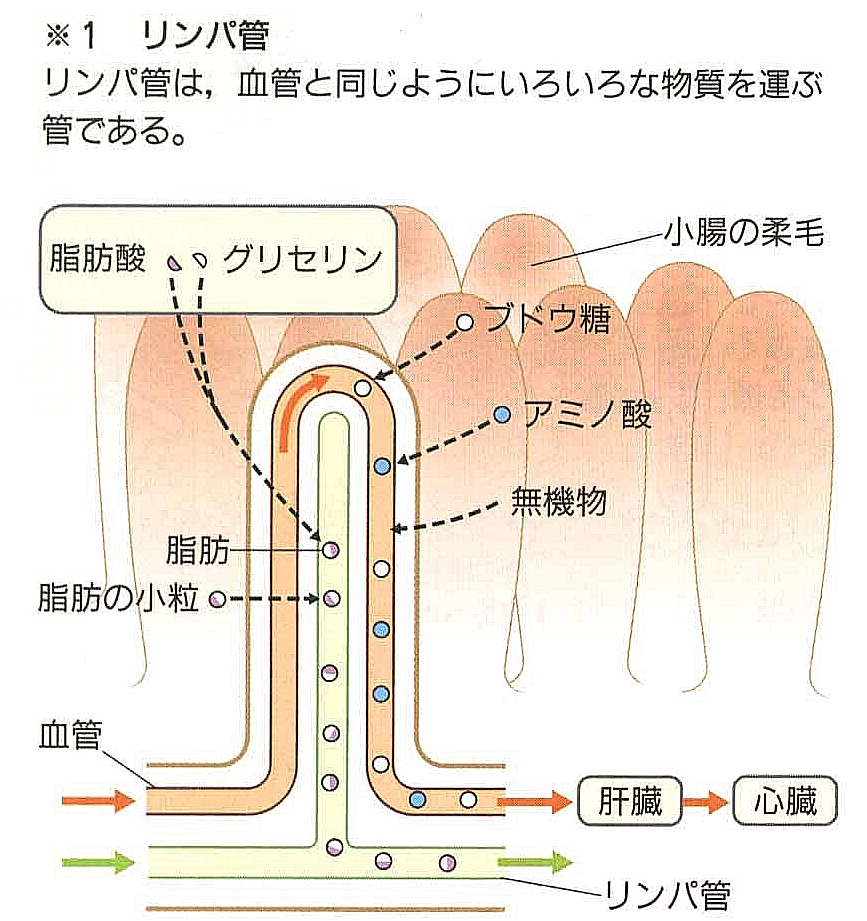 ※1 リンパ管
リンパ管は，血管と同じようにいろいろな物質を運ぶ
管である。
脂肪酸 グリセリン
小腸の柔毛
ブドウ糖
アミノ酸
無機物
脂肪
脂肪の小粒
血管
肝臓
心臓
リンパ管